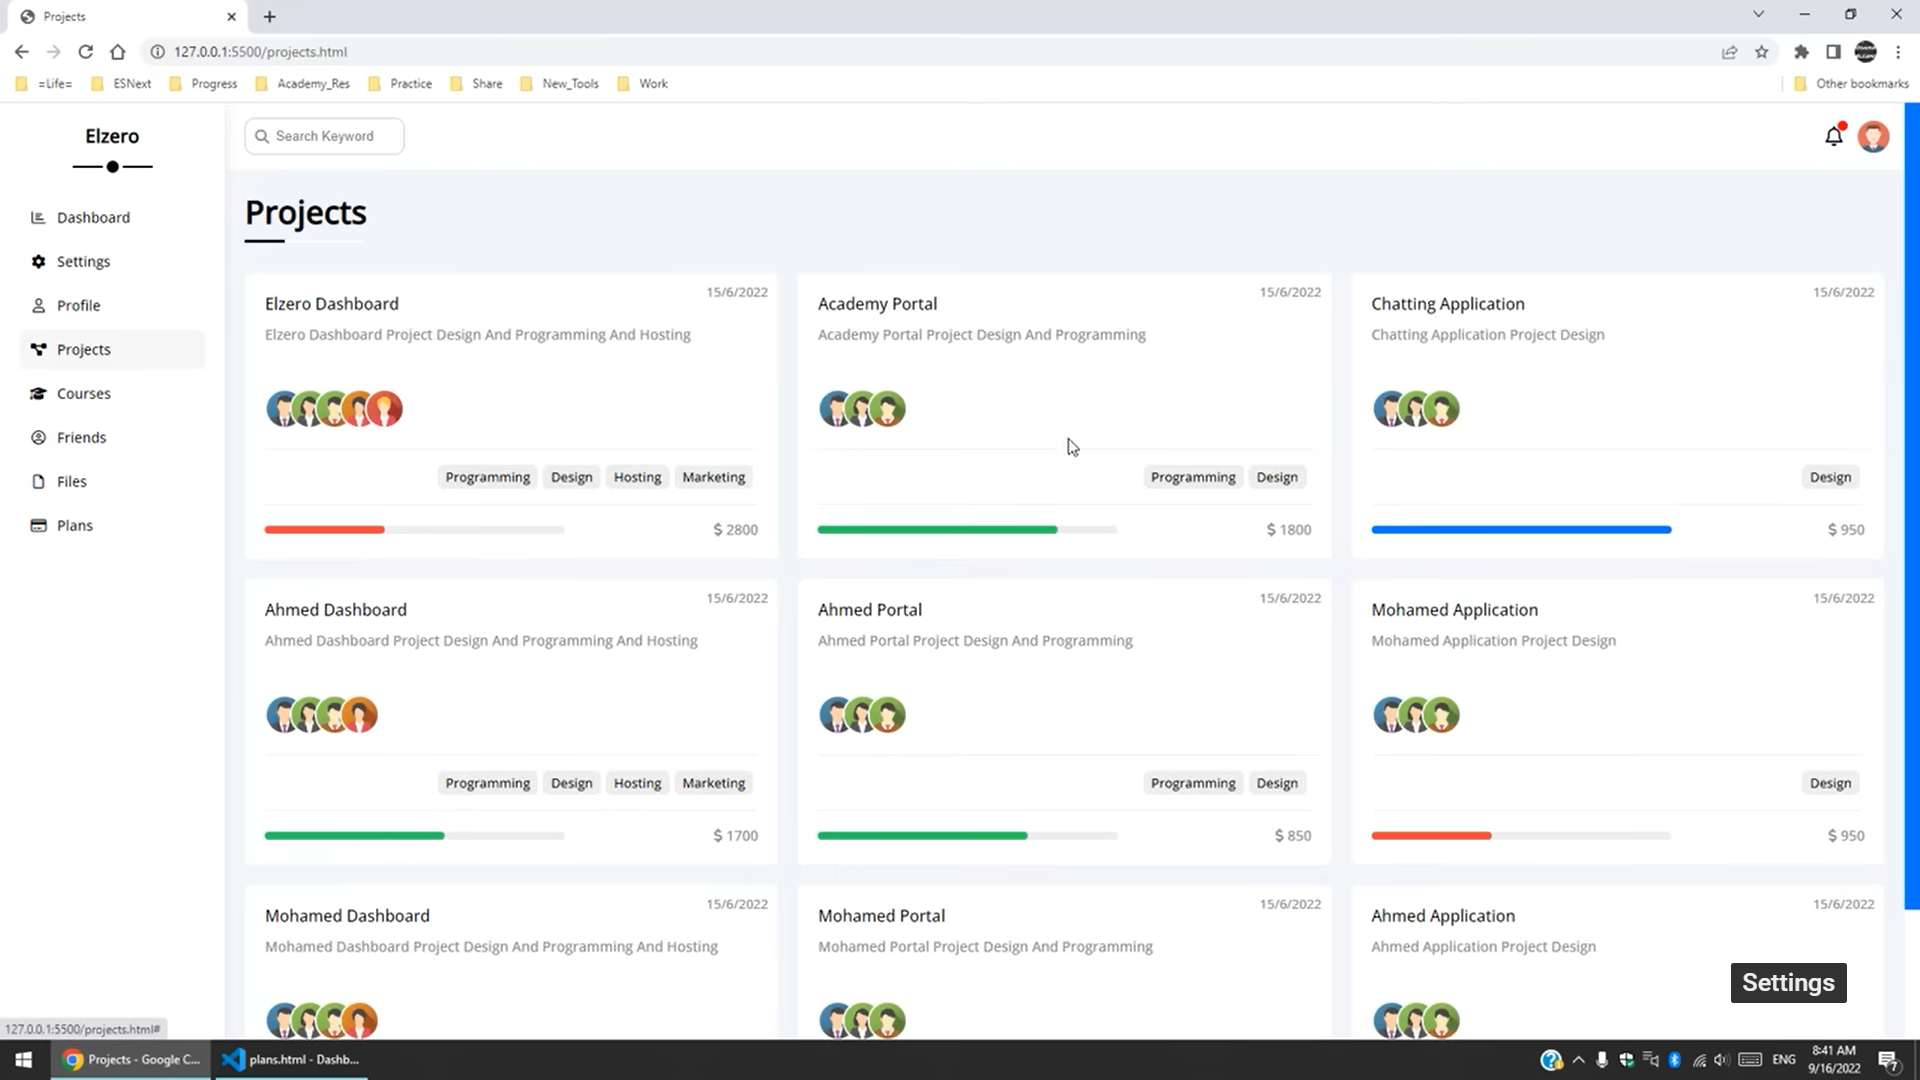 Projects
127.0.0.1:5500/projects.html
=Life= ESNext Progress Academy_Res Practice Share New_Tools Work Other bookmarks
Elzero
Search Keyword
Dashboard
Settings
Profile
Projects
Courses
Friends
Files
Plans
Projects
15/6/2022
Elzero Dashboard
Elzero Dashboard Project Design And Programming And Hosting
Programming Design Hosting Marketing
$ 2800
15/6/2022
Academy Portal
Academy Portal Project Design And Programming
Programming Design
$ 1800
15/6/2022
Chatting Application
Chatting Application Project Design
Design
$ 950
15/6/2022
Ahmed Dashboard
Ahmed Dashboard Project Design And Programming And Hosting
Programming Design Hosting Marketing
$ 1700
15/6/2022
Ahmed Portal
Ahmed Portal Project Design And Programming
Programming Design
$ 850
15/6/2022
Mohamed Application
Mohamed Application Project Design
Design
$ 950
15/6/2022
Mohamed Dashboard
Mohamed Dashboard Project Design And Programming And Hosting
15/6/2022
Mohamed Portal
Mohamed Portal Project Design And Programming
15/6/2022
Ahmed Application
Ahmed Application Project Design
Settings
127.0.0.1:5500/projects.html#
Projects - Google C...
plans.html - Dashb...
ENG
8:41 AM
9/16/2022
7